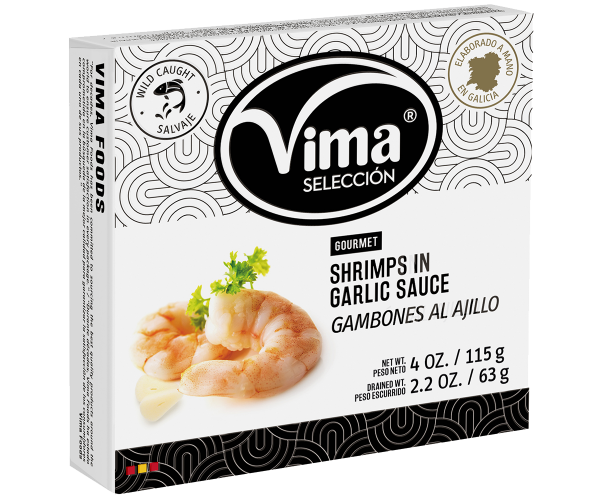 WILD CAUGHT
SALVAJE
ELABORADO A MANO
EN GALICIA
Vima®
SELECCIÓN
GOURMET
SHRIMPS IN
GARLIC SAUCE
GAMBONES AL AJILLO
NET WT.
PESO NETO
4 OZ. / 115 g
DRAINED WT.
PESO ESCURRIDO
2.2 OZ. / 63 g
VIMA FOODS
Vima Foods